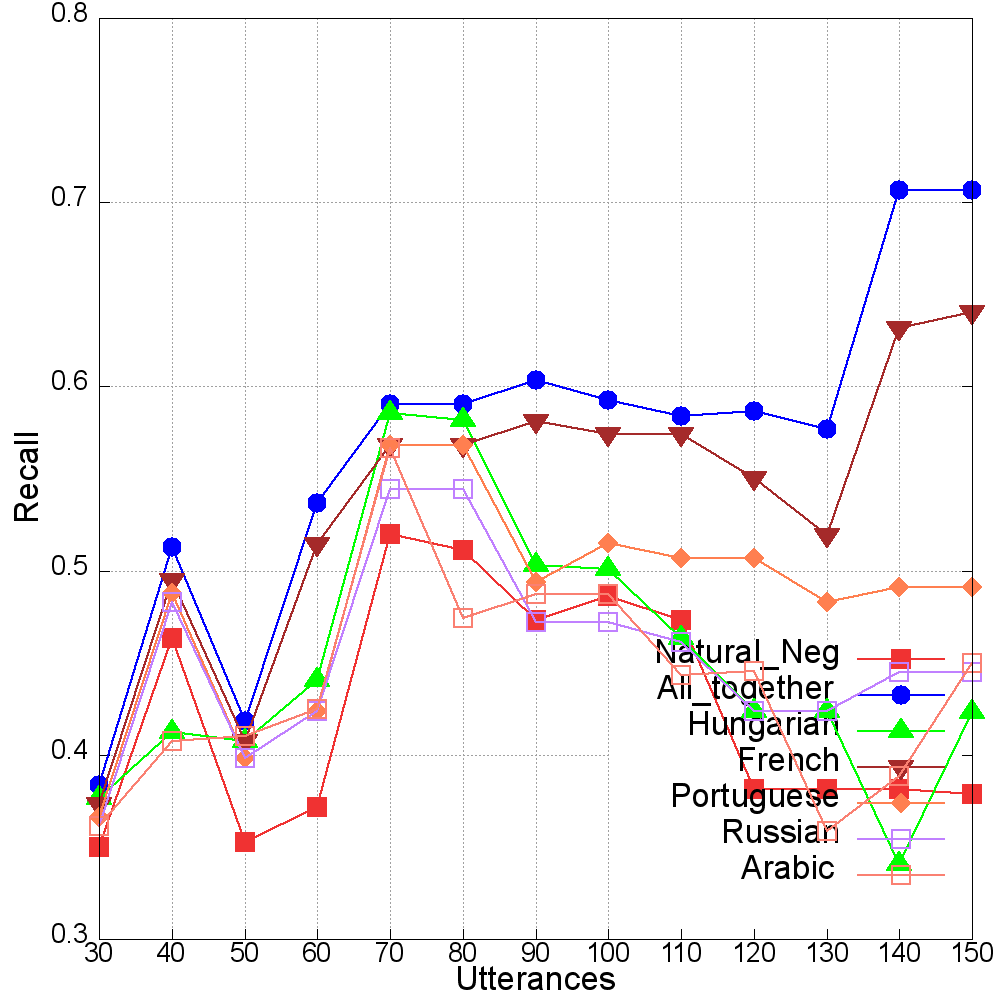 0.8
0.7
0.6
0.5
0.4
0.3
Recall
Natural_Neg
All_together
Hungarian
French
Portuguese
Russian
Arabic
30 40 50 60 70 80 90 100 110 120 130 140 150
Utterances